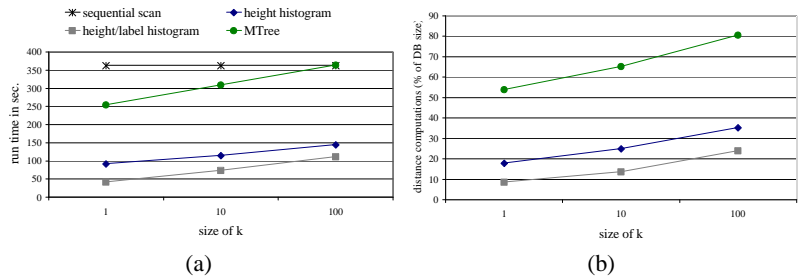 sequential scan
height histogram
height/label histogram
MTree
400
350
300
250
200
150
100
50
0
run time in sec.
1
10
100
size of k
(a)
90
80
70
60
50
40
30
20
10
0
distance computations (% of DB size)
1
10
100
size of k
(b)